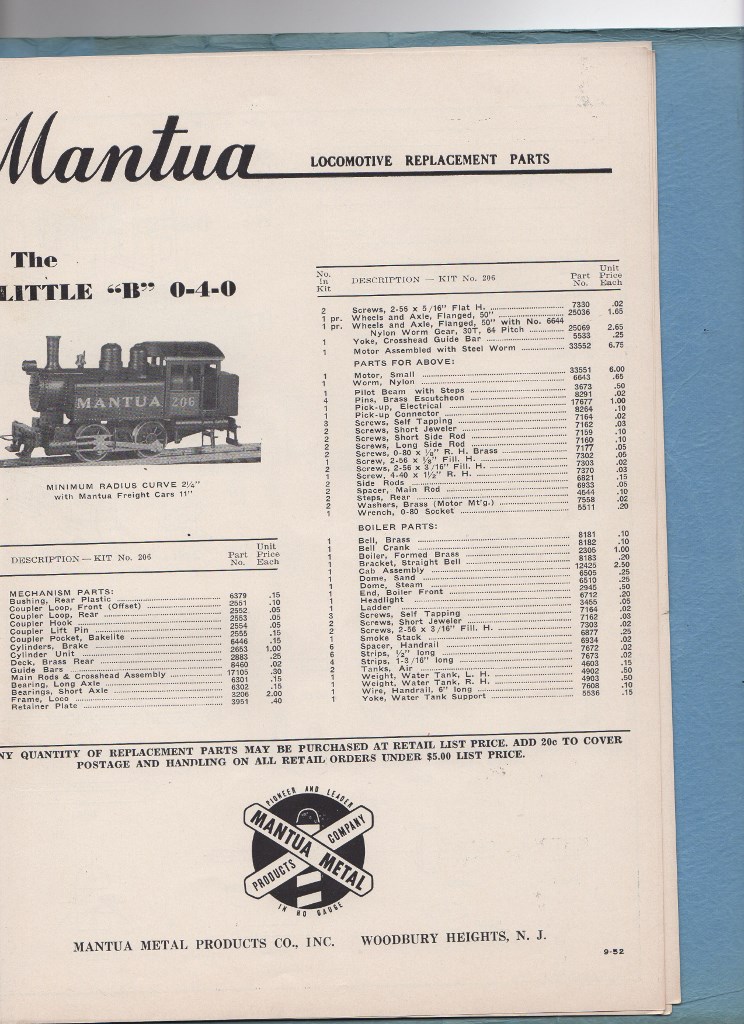 Mantua LOCOMOTIVE REPLACEMENT PARTS
The
LITTLE “B” 0-4-0
MANTUA 206
MINIMUM RADIUS CURVE 2¼"
with Mantua Freight Cars 11"
DESCRIPTION — KIT No. 206 Part No. Unit Price Each
MECHANISM PARTS:
Bushing, Rear Plastic 6379 .15
Coupler Loop, Front (Offset) 2551 .10
Coupler Loop, Rear 2552 .05
Coupler Hook 2553 .05
Coupler Lift Pin 2554 .05
Coupler Pocket, Bakelite 2555 .15
Cylinders, Brake 6446 .15
Cylinder Unit 2653 1.00
Deck, Brass Rear 2883 .25
Guide Bars 8460 .02
Main Rods & Crosshead Assembly 17105 .30
Bearing, Long Axle 6301 .15
Bearings, Short Axle 6302 .15
Frame, Loco 3206 2.00
Retainer Plate 3951 .40
No. In Kit DESCRIPTION — KIT No. 206 Part No. Unit Price Each
2 Screws, 2-56 x 5/16" Flat H. 7330 .02
1 pr. Wheels and Axle, Flanged, 50" 25036 1.65
1 pr. Wheels and Axle, Flanged, 50" with No. 6644
Nylon Worm Gear, 30T, 64 Pitch 25069 2.65
1 Yoke, Crosshead Guide Bar 5533 .25
1 Motor Assembled with Steel Worm 33552 6.75
PARTS FOR ABOVE:
1 Motor, Small 33551 6.00
1 Worm, Nylon 6643 .65
1 Pilot Beam with Steps 3673 .50
4 Pins, Brass Escutcheon 8291 .02
1 Pick-up, Electrical 17677 1.00
1 Pick-up Connector 8264 .10
3 Screws, Self Tapping 7164 .02
2 Screws, Short Jeweler 7162 .03
2 Screws, Short Side Rod 7159 .10
2 Screws, Long Side Rod 7160 .10
2 Screws, 0-80 x ⅛" R. H. Brass 7177 .05
1 Screw, 2-56 x ⅝" Fill. H. 7302 .05
2 Screws, 2-56 x 3/16" Fill. H. 7303 .02
1 Screw, 4-40 x 1½" R. H. 7370 .03
2 Side Rods 6821 .15
2 Spacer, Main Rod 6933 .05
2 Steps, Rear 4644 .10
2 Washers, Brass (Motor Mt'g.) 7558 .02
1 Wrench, 0-80 Socket 5511 .20
BOILER PARTS:
1 Bell, Brass 8181 .10
1 Bell Crank 8182 .10
1 Boiler, Formed Brass 2305 1.00
1 Bracket, Straight Bell 8183 .20
1 Cab Assembly 12425 2.50
1 Dome, Sand 6505 .25
1 Dome, Steam 6510 .25
1 End, Boiler Front 2945 .50
1 Headlight 6712 .20
1 Ladder 3455 .05
3 Screws, Self Tapping 7164 .02
2 Screws, Short Jeweler 7162 .03
2 Screws, 2-56 x 3/16" Fill. H. 7303 .02
1 Smoke Stack 6877 .25
6 Spacer, Handrail 6934 .02
6 Strips, ½" long 7672 .02
4 Strips, 1-3/16" long 7673 .02
2 Tanks, Air 4603 .15
1 Weight, Water Tank, L. H. 4902 .50
1 Weight, Water Tank, R. H. 4903 .50
1 Wire, Handrail, 6" long 7608 .10
1 Yoke, Water Tank Support 5536 .15
NY QUANTITY OF REPLACEMENT PARTS MAY BE PURCHASED AT RETAIL LIST PRICE. ADD 20c TO COVER
POSTAGE AND HANDLING ON ALL RETAIL ORDERS UNDER $5.00 LIST PRICE.
PIONEER AND LEADER
MANTUA METAL
PRODUCTS COMPANY
IN HO GAUGE
MANTUA METAL PRODUCTS CO., INC. WOODBURY HEIGHTS, N. J.
9-52